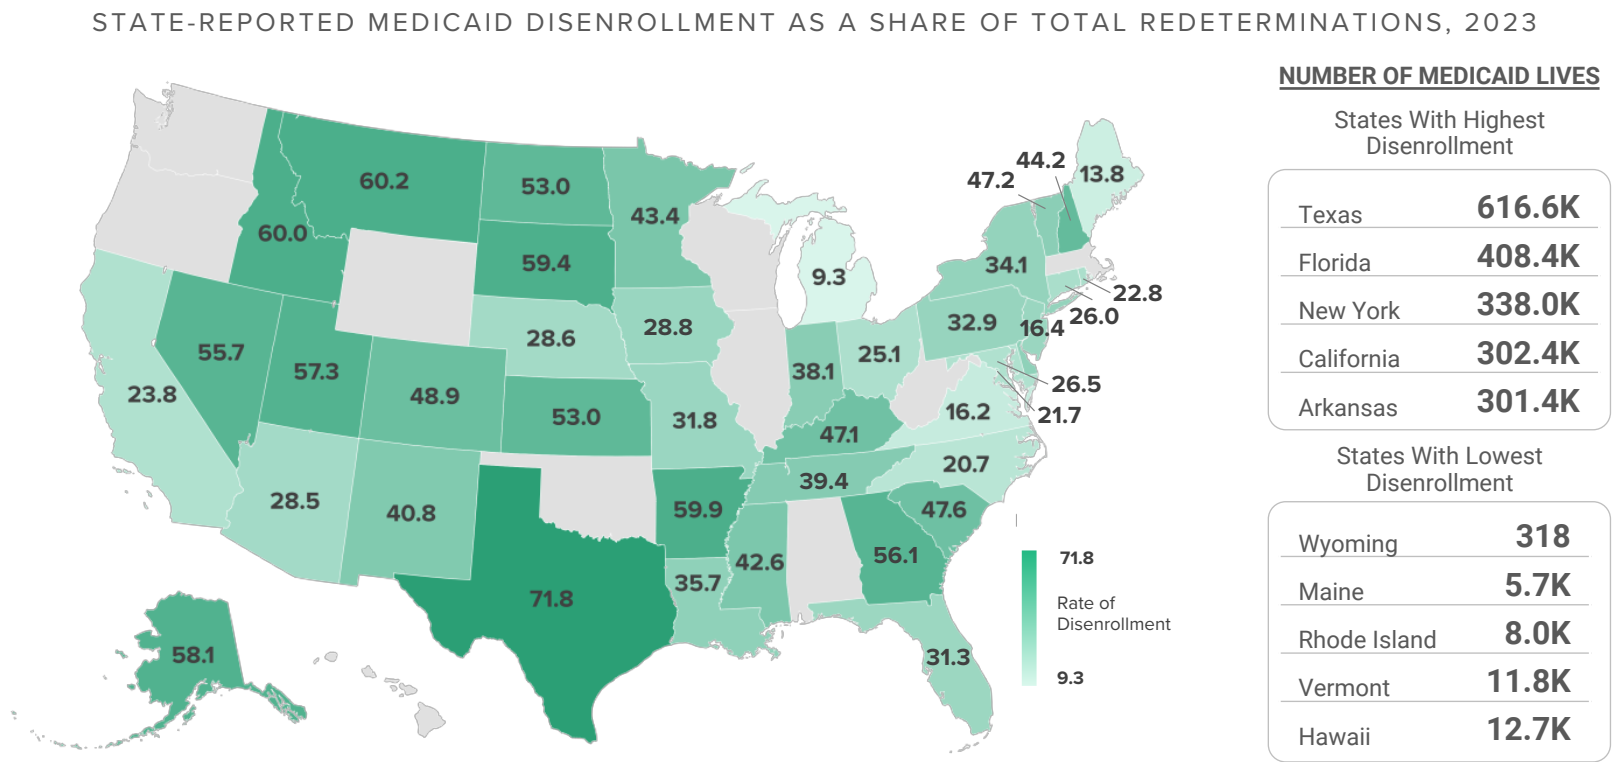 STATE-REPORTED MEDICAID DISENROLLMENT AS A SHARE OF TOTAL REDETERMINATIONS, 2023
60.2
53.0
43.4
47.2
44.2
13.8
60.0
59.4
34.1
9.3
22.8
26.0
28.6
28.8
32.9
16.4
55.7
57.3
48.9
53.0
31.8
38.1
25.1
26.5
21.7
23.8
16.2
47.1
20.7
28.5
40.8
39.4
59.9
47.6
42.6
56.1
35.7
71.8
31.3
58.1
71.8
Rate of
Disenrollment
9.3
NUMBER OF MEDICAID LIVES
States With Highest
Disenrollment
Texas 616.6K
Florida 408.4K
New York 338.0K
California 302.4K
Arkansas 301.4K
States With Lowest
Disenrollment
Wyoming 318
Maine 5.7K
Rhode Island 8.0K
Vermont 11.8K
Hawaii 12.7K